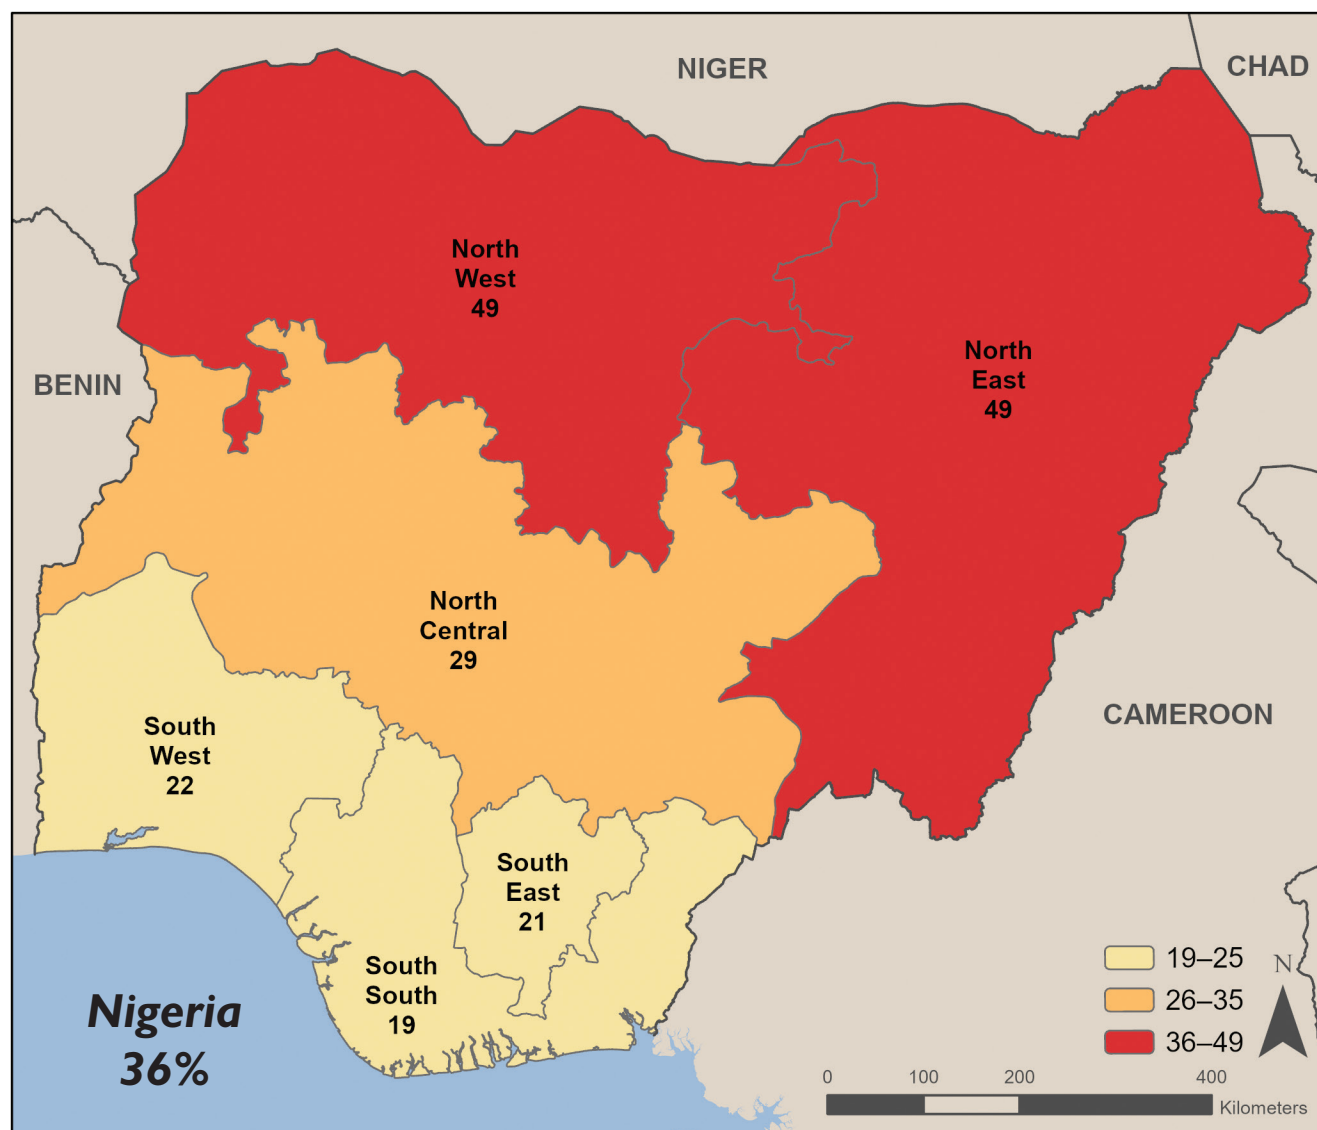 NIGER
CHAD
North
West
49
North
East
49
BENIN
North
Central
29
CAMEROON
South
West
22
South
East
21
South
South
19
Nigeria
36%
19–25
26–35
36–49
N
0 100 200 400
Kilometers